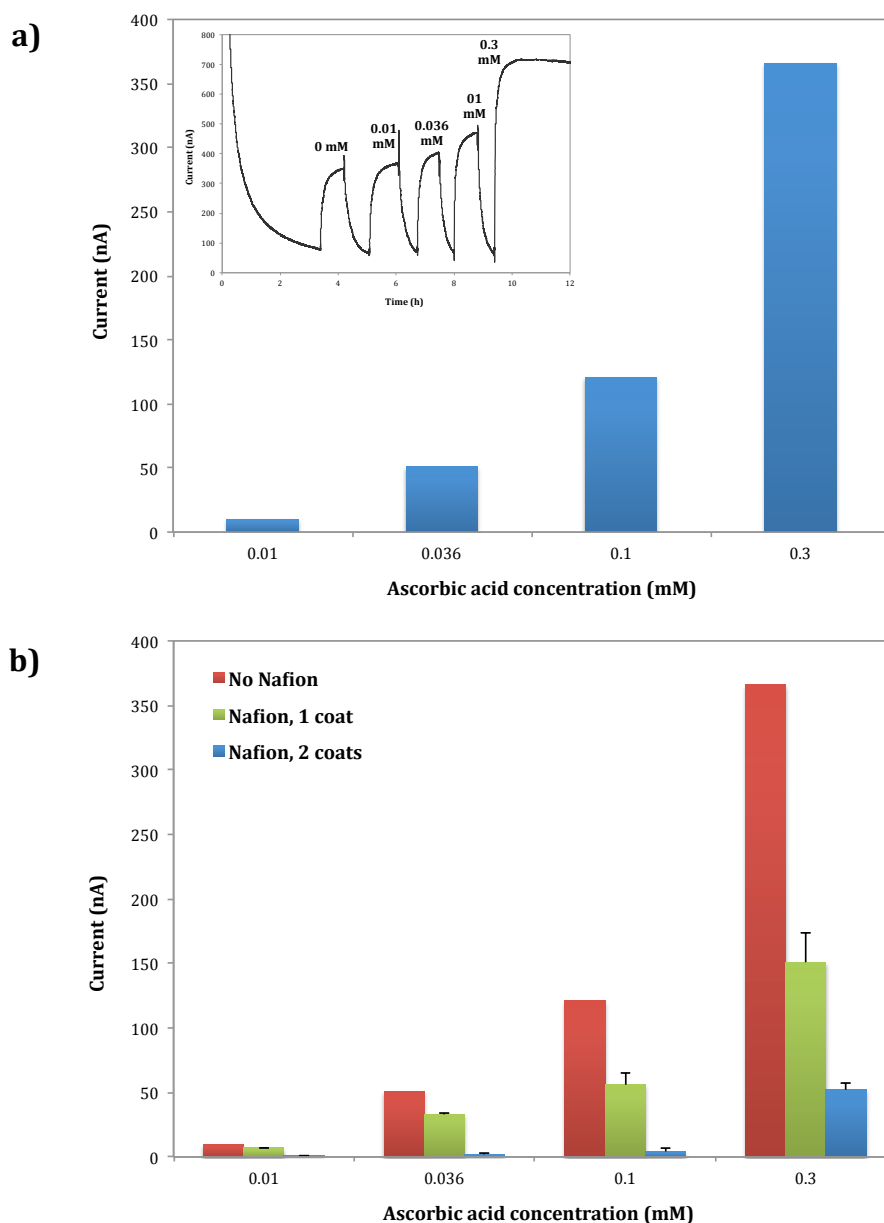 a)
400
350
300
250
200
150
100
50
0
Current (nA)
0.01
0.036
0.1
0.3
Ascorbic acid concentration (mM)
800
700
600
500
400
300
200
100
0
Current (nA)
0
2
4
6
8
10
12
Time (h)
0 mM
0.01
mM
0.036
mM
01
mM
0.3
mM
b)
400
350
300
250
200
150
100
50
0
Current (nA)
No Nafion
Nafion, 1 coat
Nafion, 2 coats
0.01
0.036
0.1
0.3
Ascorbic acid concentration (mM)